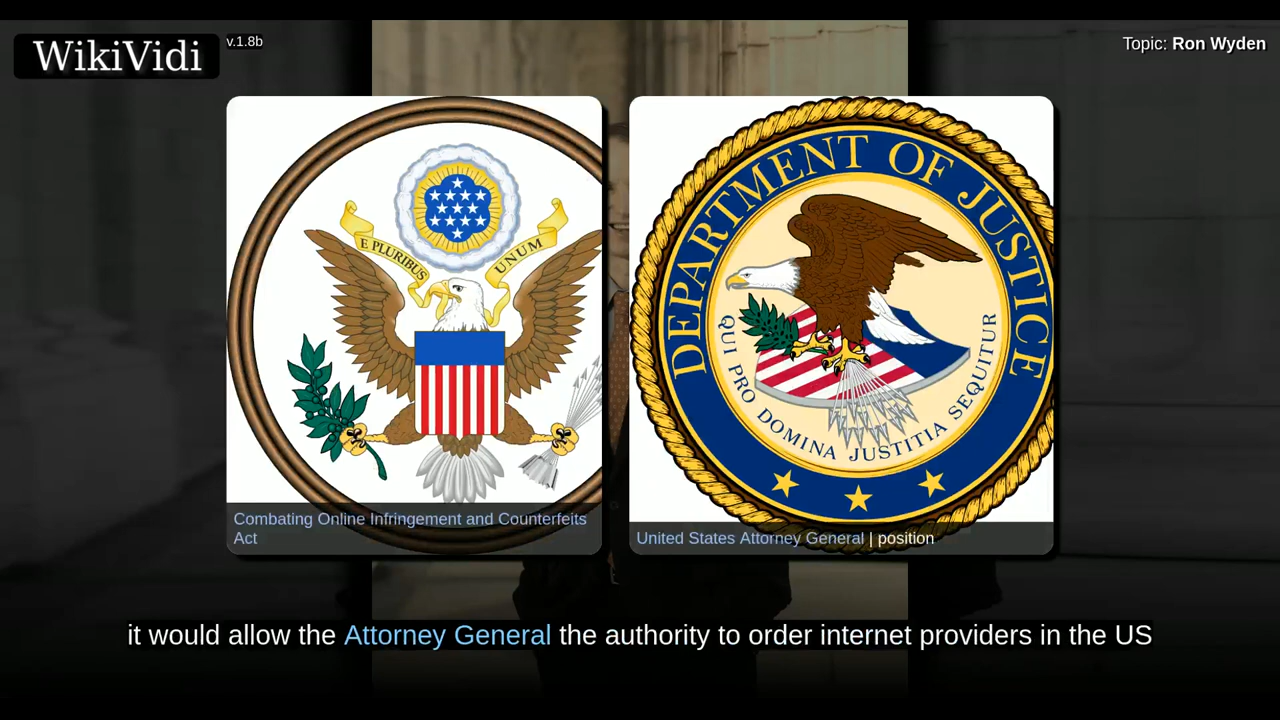 WikiVidi
v.1.8b
Topic: Ron Wyden
E PLURIBUS
UNUM
DEPARTMENT OF JUSTICE
QUI PRO DOMINA JUSTITIA SEQUITUR
Combating Online Infringement and Counterfeits
Act
United States Attorney General | position
it would allow the Attorney General the authority to order internet providers in the US